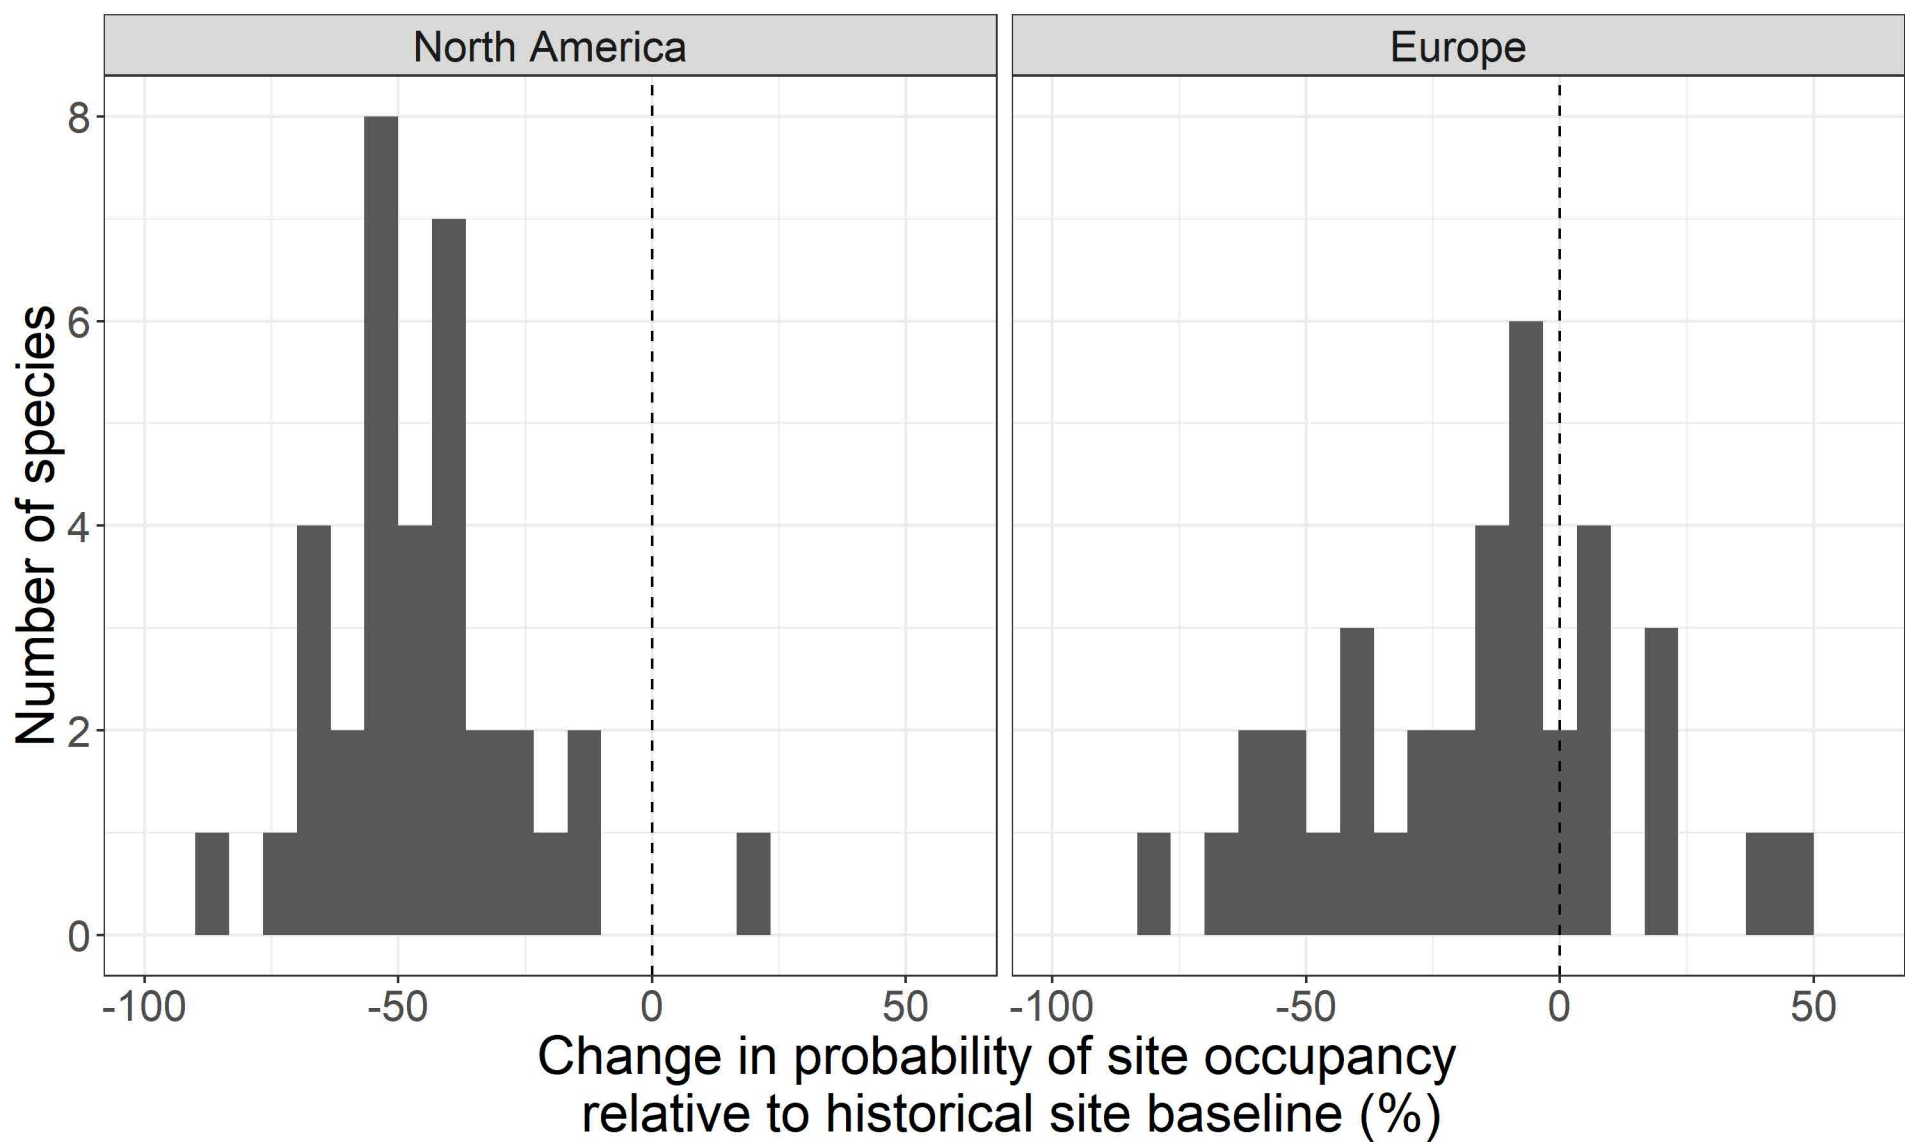 North America
Europe
Number of species
8
6
4
2
0
-100 -50 0 50
-100 -50 0 50
Change in probability of site occupancy
relative to historical site baseline (%)